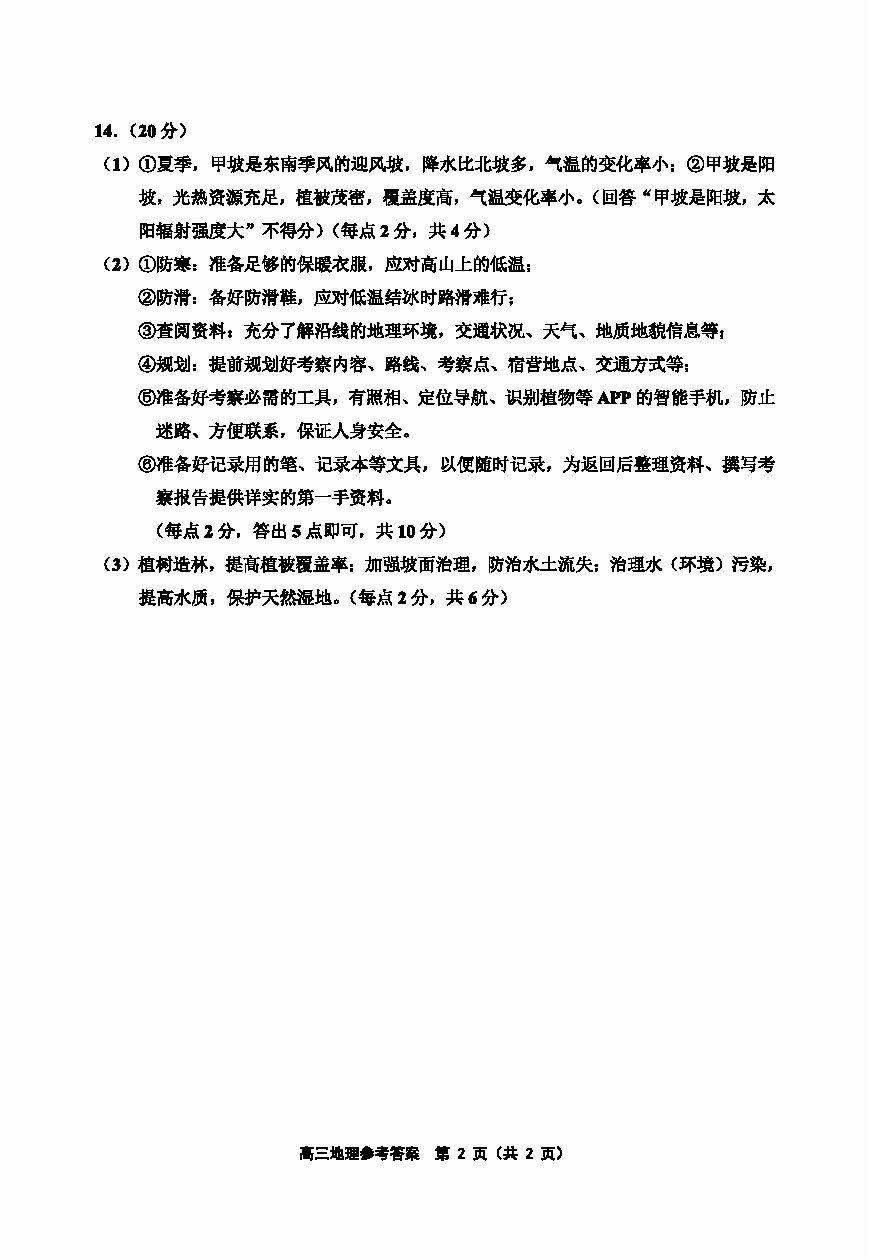 14.（20 分）
（1）①夏季，甲坡是东南季风的迎风坡，降水比北坡多，气温的变化率小；②甲坡是阳
坡，光热资源充足，植被茂密，覆盖度高，气温变化率小。（回答“甲坡是阳坡，太
阳辐射强度大”不得分）（每点 2 分，共 4 分）
（2）①防寒：准备足够的保暖衣服，应对高山上的低温；
②防滑：备好防滑鞋，应对低温结冰时路滑难行；
③查阅资料：充分了解沿线的地理环境，交通状况、天气、地质地貌信息等；
④规划：提前规划好考察内容、路线、考察点、宿营地点、交通方式等；
⑤准备好考察必需的工具，有照相、定位导航、识别植物等 APP 的智能手机，防止
迷路、方便联系，保证人身安全。
⑥准备好记录用的笔、记录本等文具，以便随时记录，为返回后整理资料、撰写考
察报告提供详实的第一手资料。
（每点 2 分，答出 5 点即可，共 10 分）
（3）植树造林，提高植被覆盖率；加强坡面治理，防治水土流失；治理水（环境）污染，
提高水质，保护天然湿地。（每点 2 分，共 6 分）
高三地理参考答案 第 2 页（共 2 页）